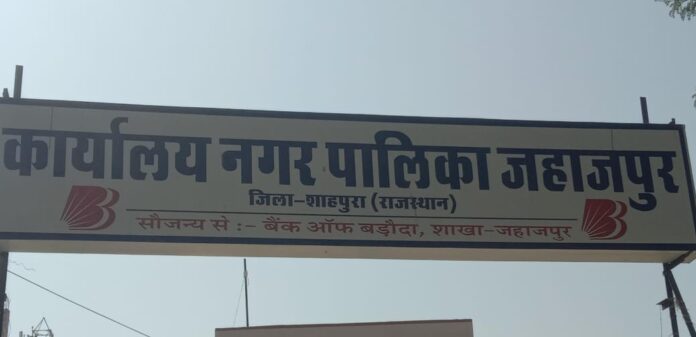 कार्यालय नगर पालिका जहाजपुर
जिला-शाहपुरा (राजस्थान)
सौजन्य से :- बैंक ऑफ बड़ौदा, शाखा-जहाजपुर